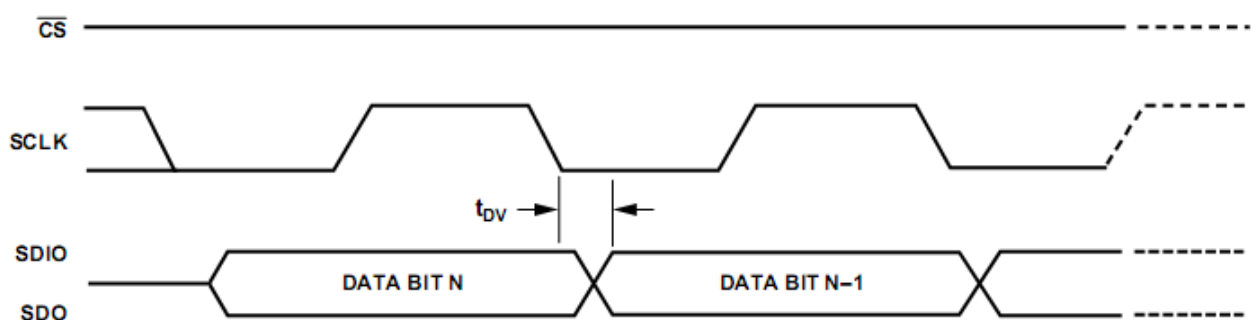 CS
SCLK
tDV
SDIO
DATA BIT N
DATA BIT N–1
SDO